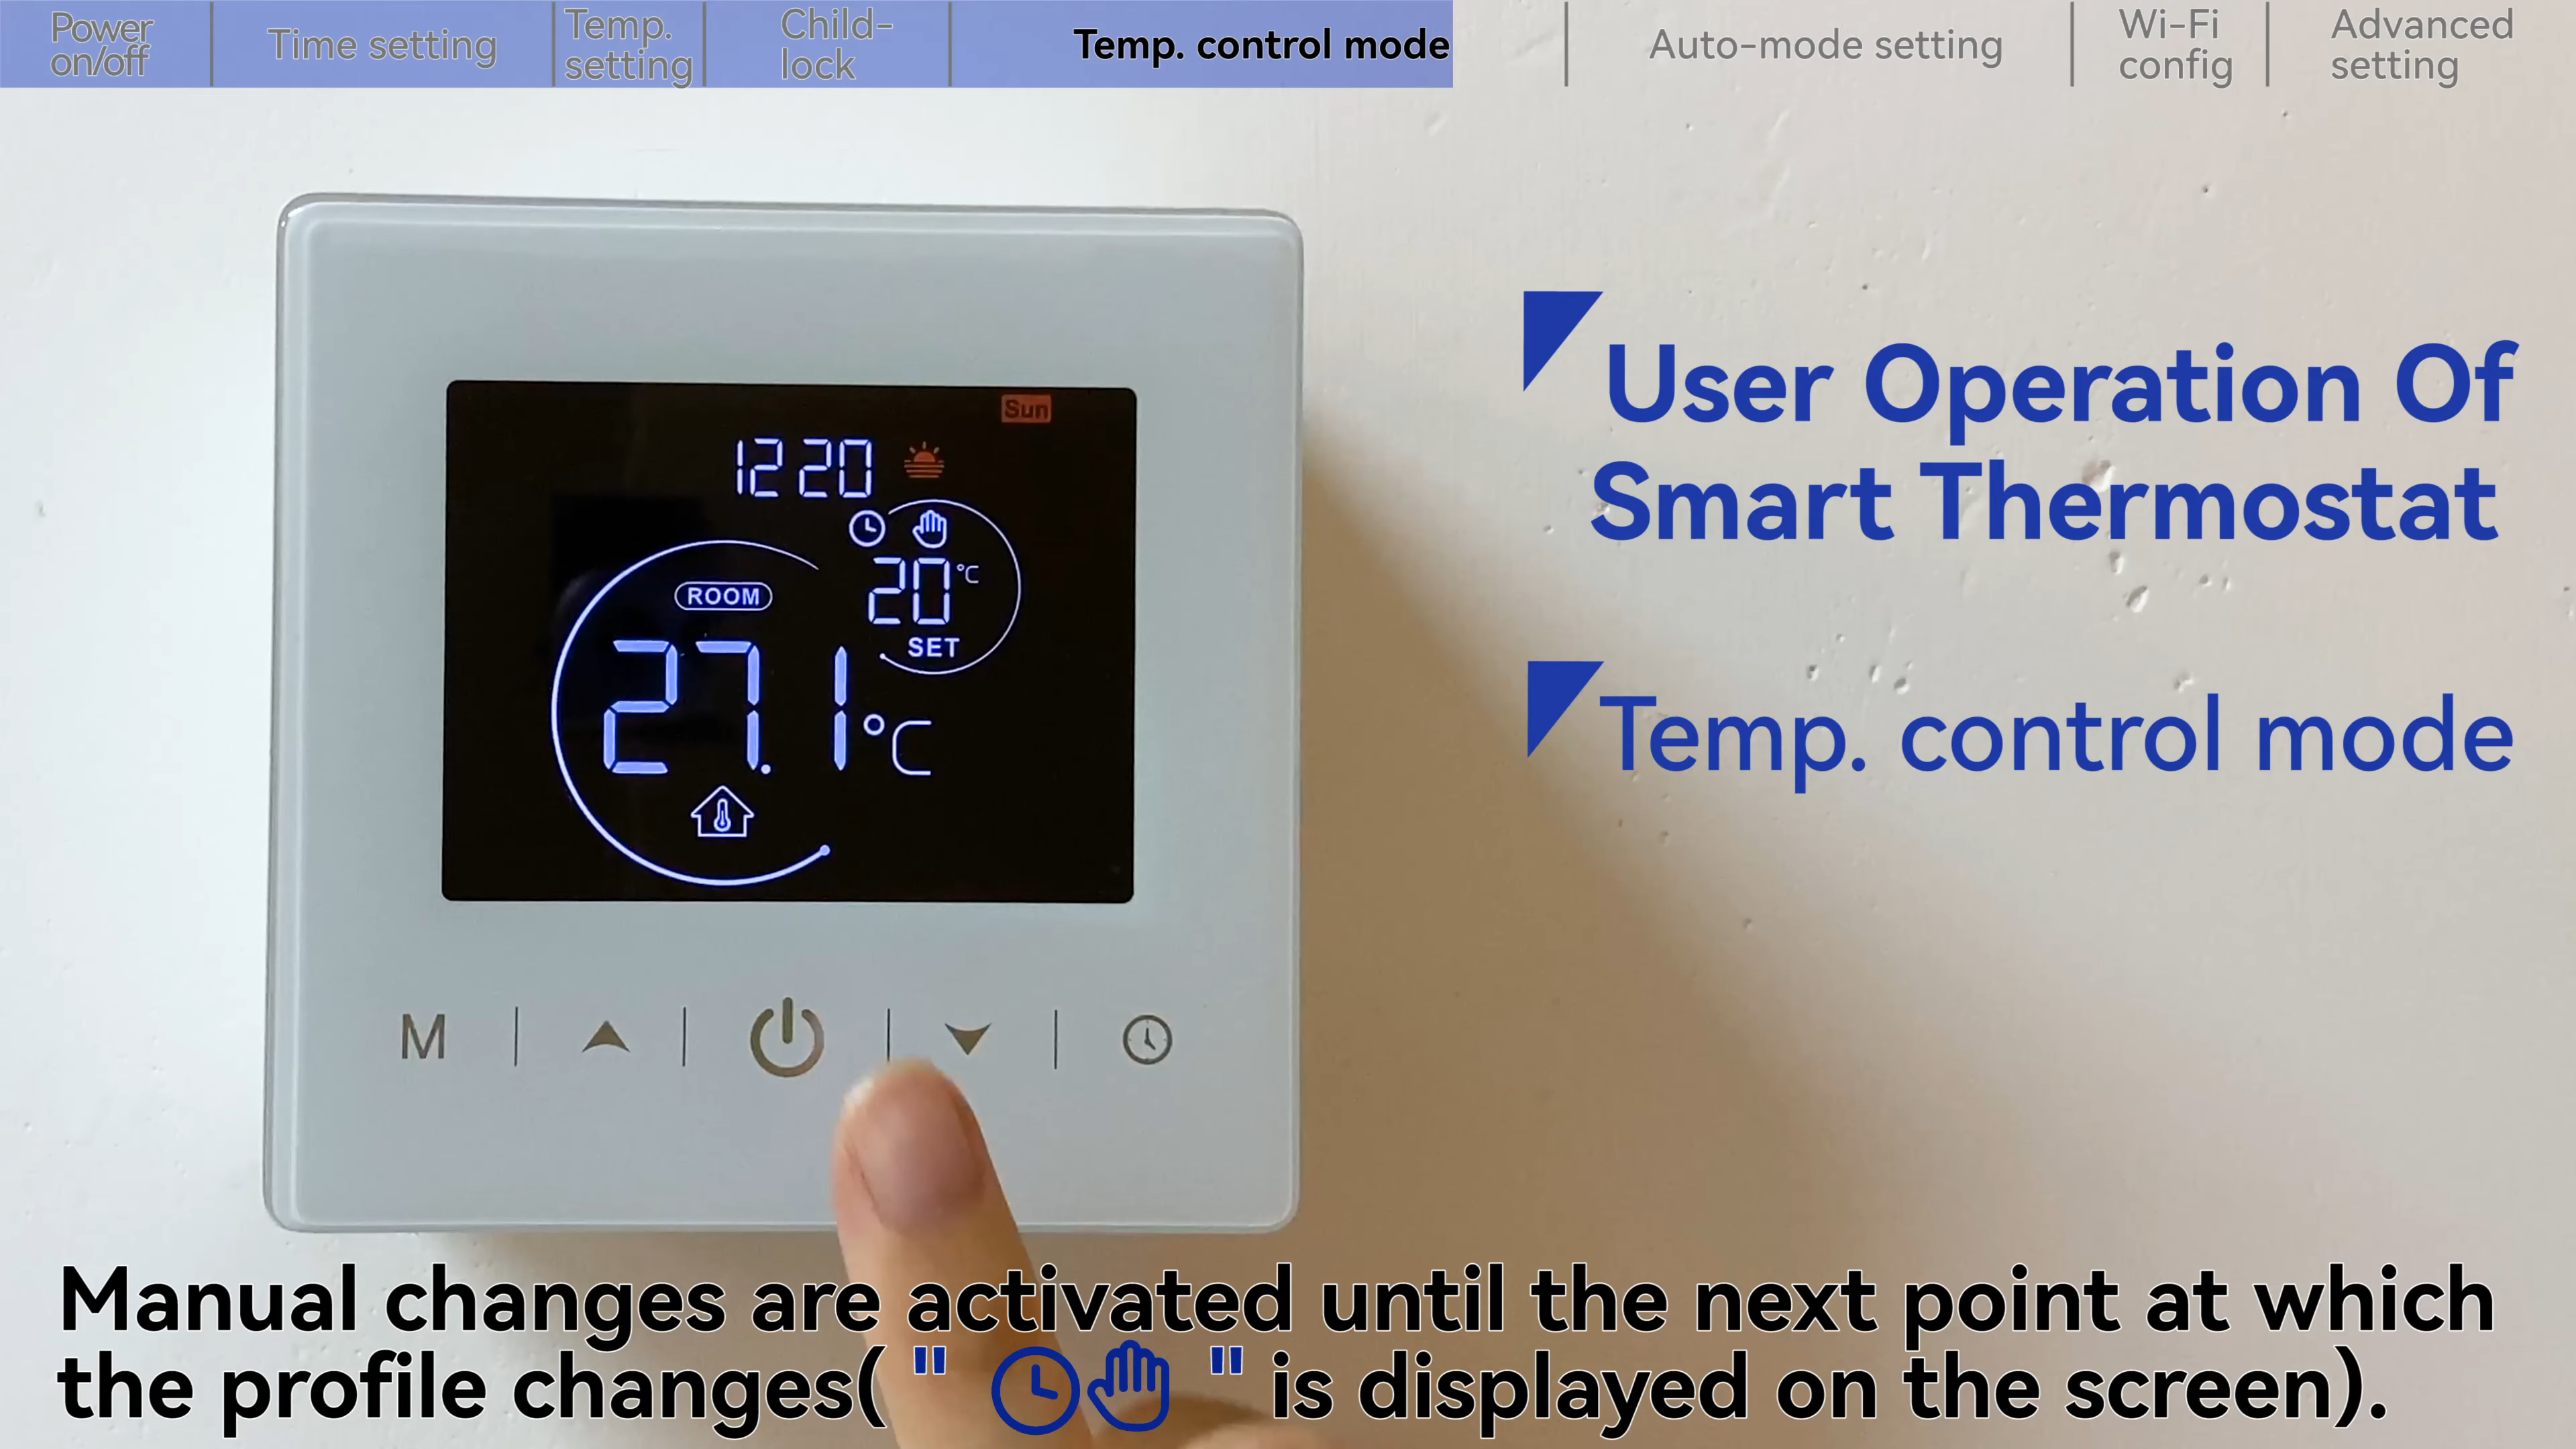 Power
on/off
Time setting
Temp.
setting
Child-
lock
Temp. control mode
Auto-mode setting
Wi-Fi
config
Advanced
setting
Sun
12 20
20 °C
SET
ROOM
27.1 °C
M
User Operation Of
Smart Thermostat
Temp. control mode
Manual changes are activated until the next point at which
the profile changes( " " is displayed on the screen).